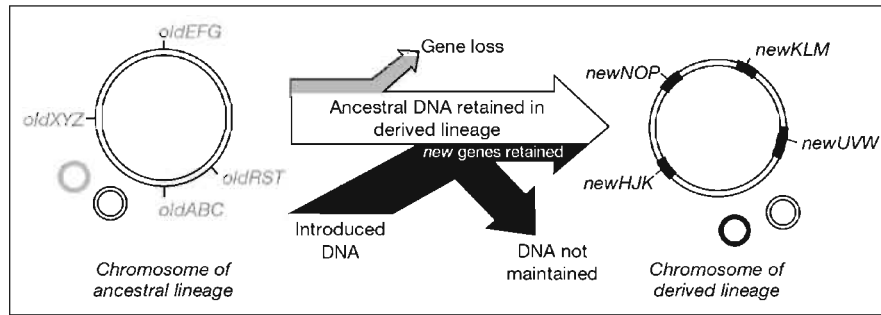 oldEFG
oldXYZ
oldRST
oldABC
Chromosome of
ancestral lineage
Gene loss
Ancestral DNA retained in
derived lineage
new genes retained
Introduced
DNA
DNA not
maintained
newKLM
newNOP
newUVW
newHJK
Chromosome of
derived lineage